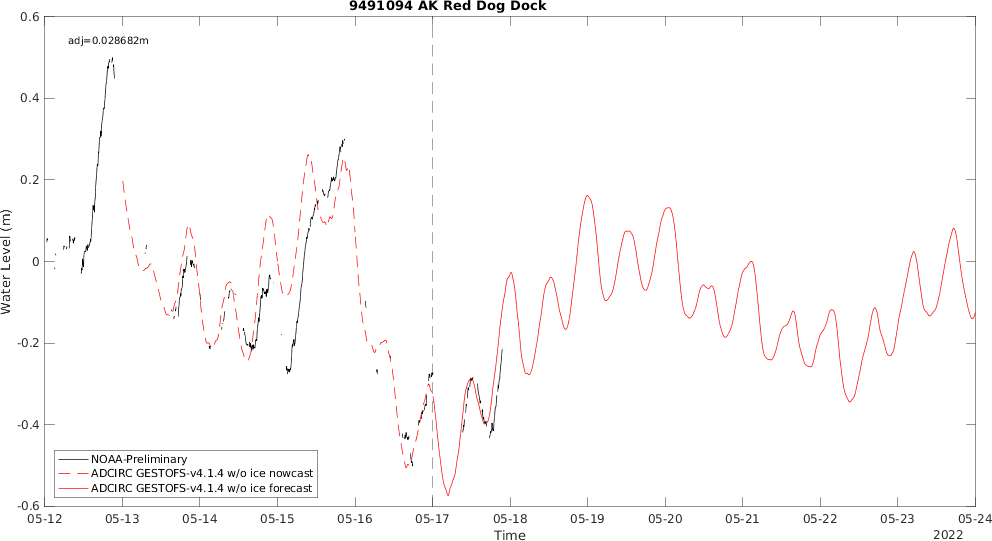 9491094 AK Red Dog Dock
adj=0.028682m
0.6
0.4
0.2
0
-0.2
-0.4
-0.6
Water Level (m)
NOAA-Preliminary
ADCIRC GESTOFS-v4.1.4 w/o ice nowcast
ADCIRC GESTOFS-v4.1.4 w/o ice forecast
05-12 05-13 05-14 05-15 05-16 05-17 05-18 05-19 05-20 05-21 05-22 05-23 05-24
Time
2022